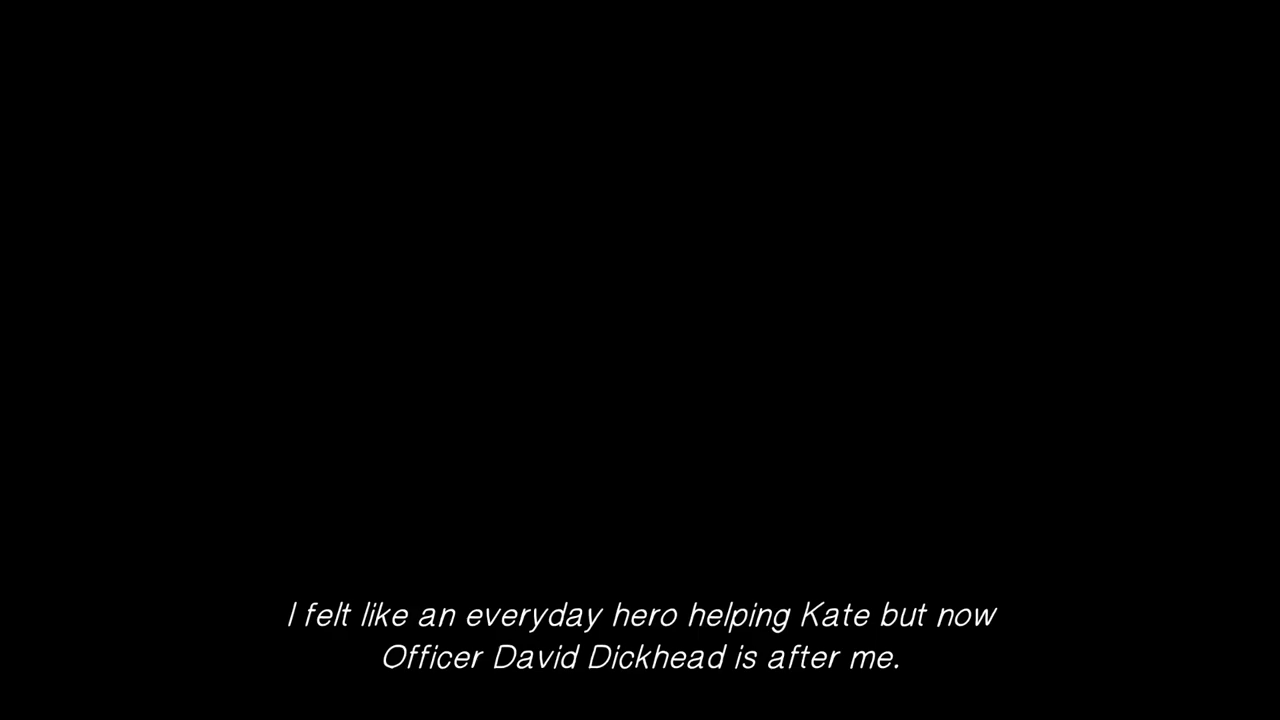 I felt like an everyday hero helping Kate but now
Officer David Dickhead is after me.